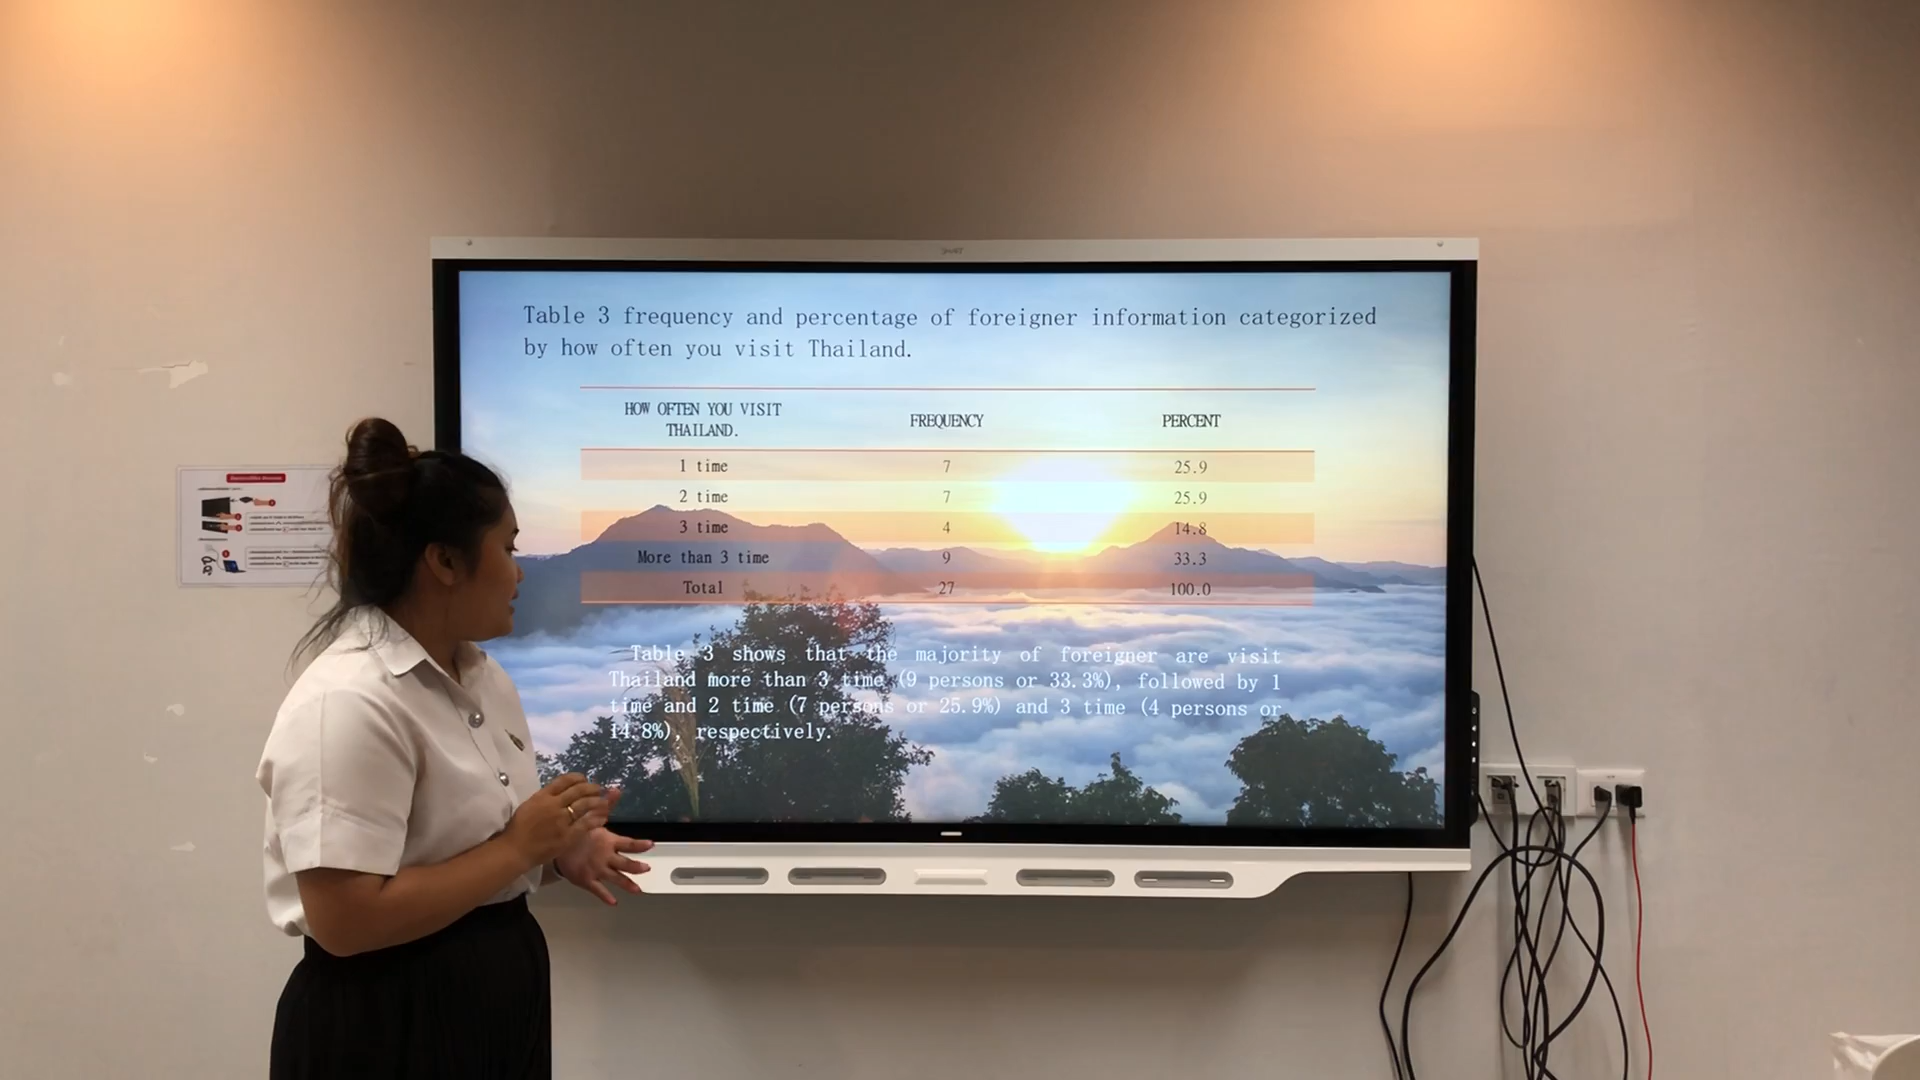 SMART
Table 3 frequency and percentage of foreigner information categorized
by how often you visit Thailand.
HOW OFTEN YOU VISIT
THAILAND.
FREQUENCY
PERCENT
1 time 7 25.9
2 time 7 25.9
3 time 4 14.8
More than 3 time 9 33.3
Total 27 100.0
Table 3 shows that the majority of foreigner are visit
Thailand more than 3 time (9 persons or 33.3%), followed by 1
time and 2 time (7 persons or 25.9%) and 3 time (4 persons or
14.8%), respectively.